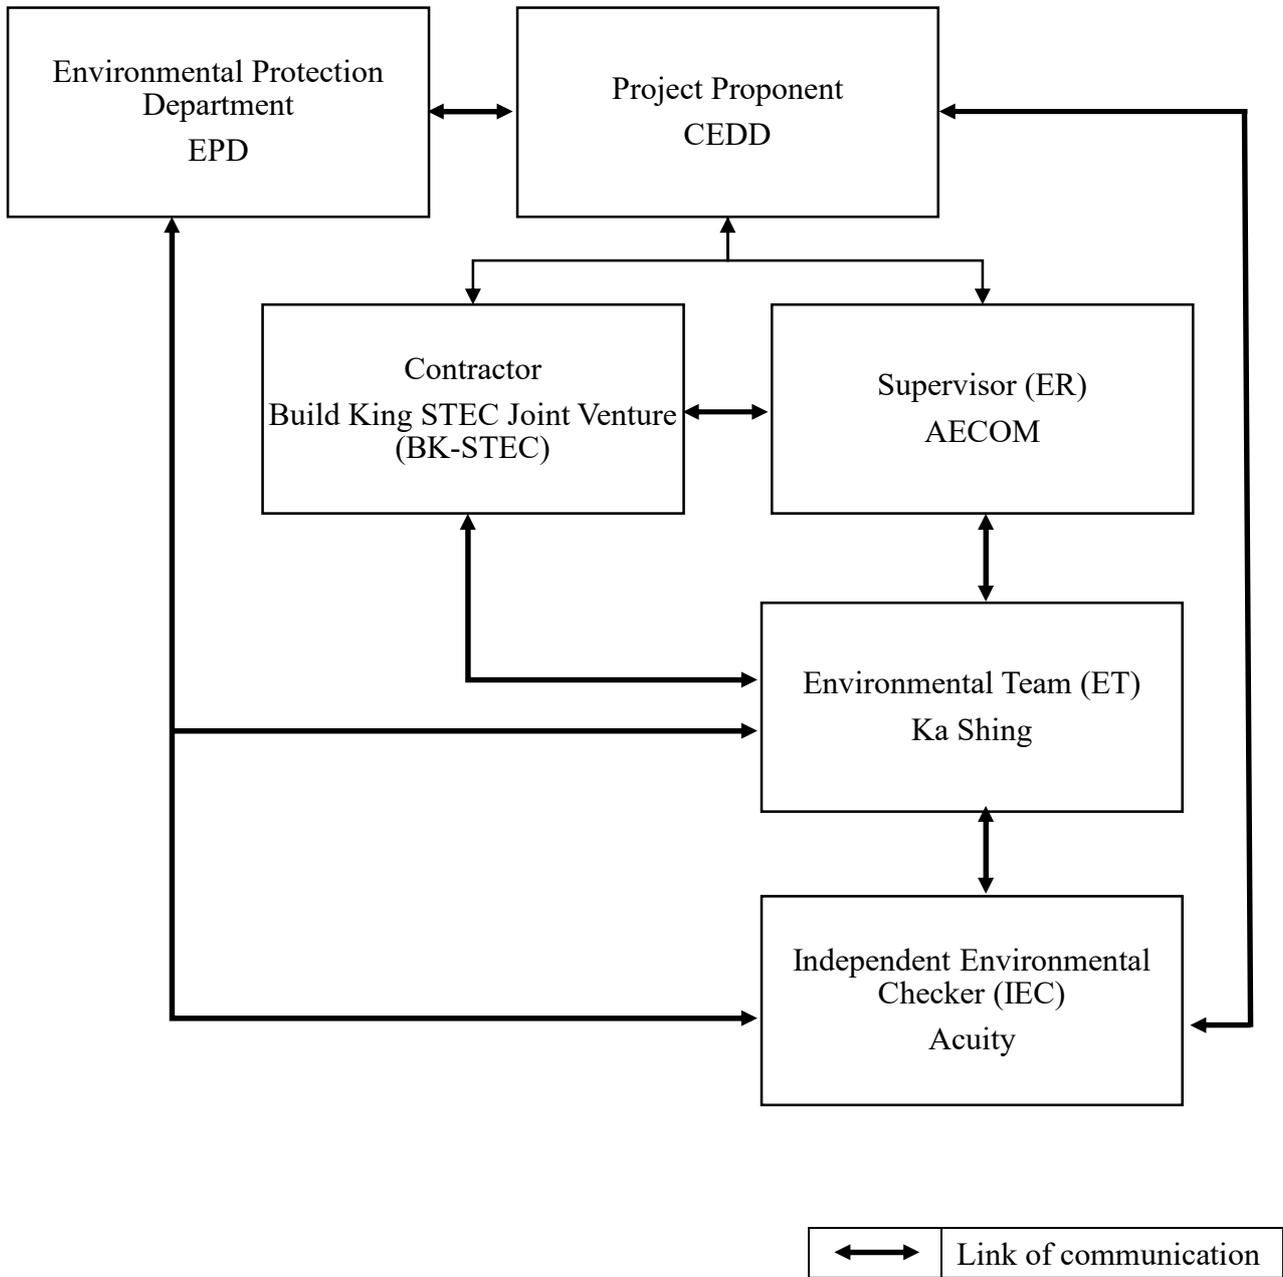 Environmental Protection
Department
EPD
Project Proponent
CEDD
Contractor
Build King STEC Joint Venture
(BK-STEC)
Supervisor (ER)
AECOM
Environmental Team (ET)
Ka Shing
Independent Environmental
Checker (IEC)
Acuity
Link of communication